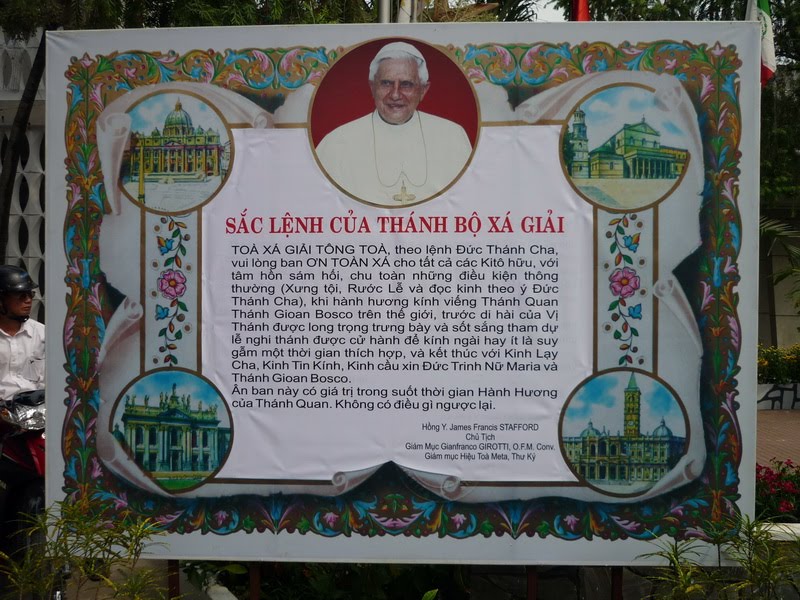 SẮC LỆNH CỦA THÁNH BỘ XÁ GIẢI
TOÀ XÁ GIẢI TÔNG TOÀ, theo lệnh Đức Thánh Cha,
vui lòng ban ƠN TOÀN XÁ cho tất cả các Kitô hữu, với
tâm hồn sám hối, chu toàn những điều kiện thông
thường (Xưng tội, Rước Lễ và đọc kinh theo ý Đức
Thánh Cha), khi hành hương kính viếng Thánh Quan
Thánh Gioan Bosco trên thế giới, trước di hài của Vị
Thánh được long trọng trưng bày và sốt sắng tham dự
lễ nghi thánh được cử hành để kính ngài hay ít là suy
gẫm một thời gian thích hợp, và kết thúc với Kinh Lạy
Cha, Kinh Tin Kính, Kinh cầu xin Đức Trinh Nữ Maria và
Thánh Gioan Bosco.
Ân ban này có giá trị trong suốt thời gian Hành Hương
của Thánh Quan. Không có điều gì ngược lại.
Hồng Y. James Francis STAFFORD
Chủ Tịch
Giám Mục Gianfranco GIROTTI, O.F.M. Conv.
Giám mục Hiệu Toà Meta, Thư Ký